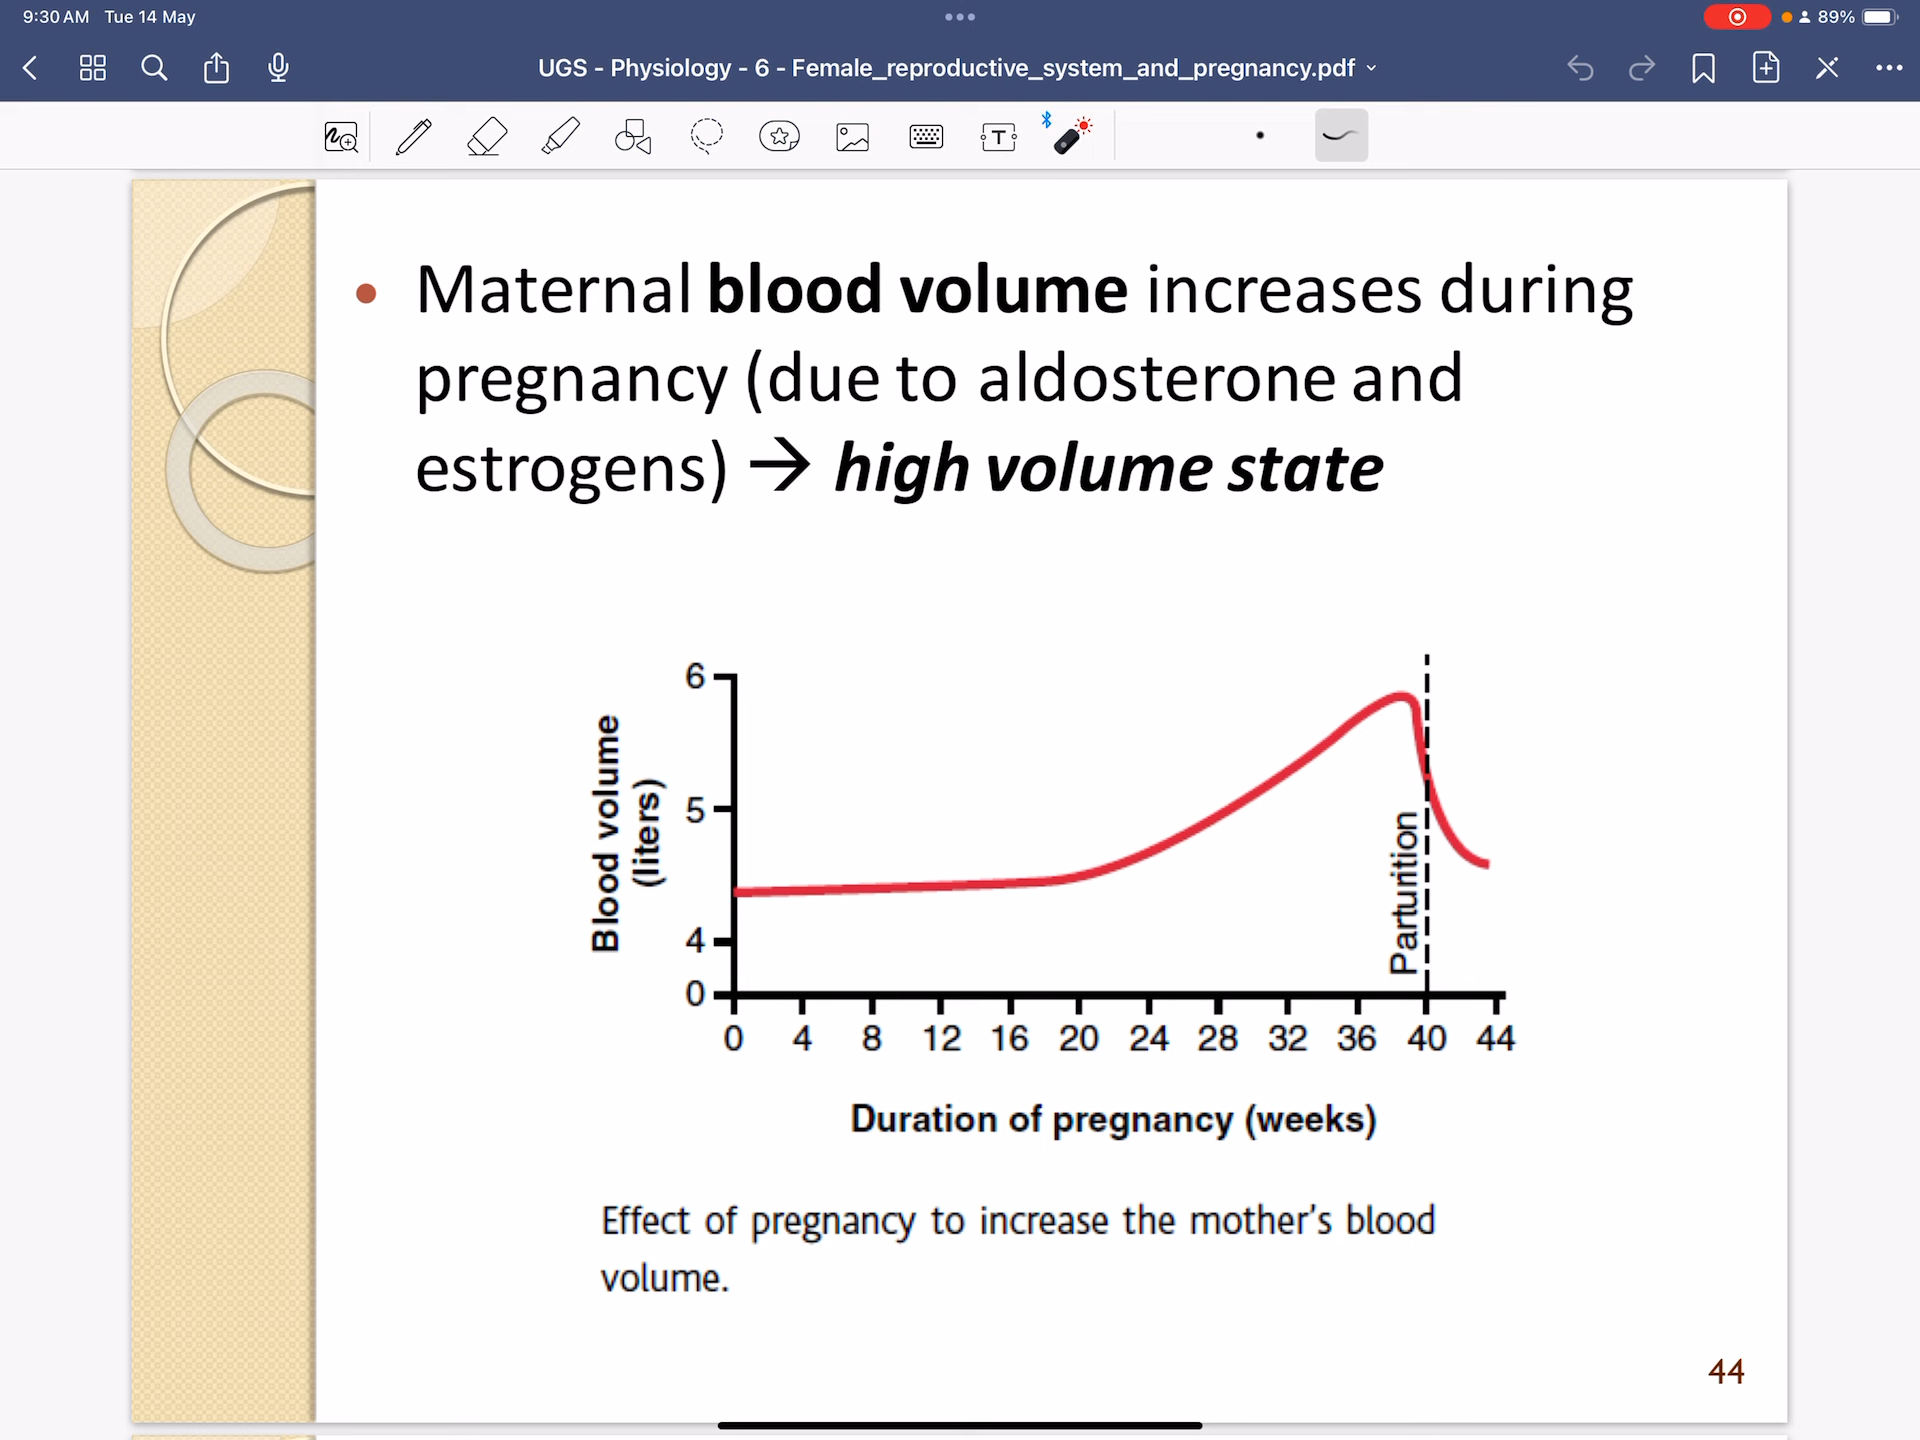 9:30 AM Tue 14 May
89%
UGS - Physiology - 6 - Female_reproductive_system_and_pregnancy.pdf
• Maternal blood volume increases during
pregnancy (due to aldosterone and
estrogens) → high volume state
6
5
4
0
Blood volume
(liters)
Parturition
0 4 8 12 16 20 24 28 32 36 40 44
Duration of pregnancy (weeks)
Effect of pregnancy to increase the mother's blood
volume.
44